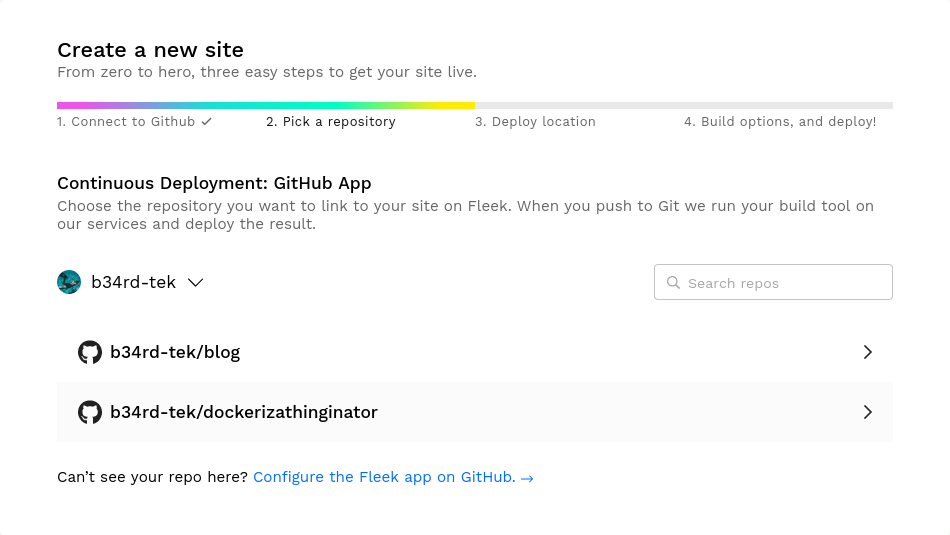 Create a new site
From zero to hero, three easy steps to get your site live.
1. Connect to Github ✓
2. Pick a repository
3. Deploy location
4. Build options, and deploy!
Continuous Deployment: GitHub App
Choose the repository you want to link to your site on Fleek. When you push to Git we run your build tool on
our services and deploy the result.
b34rd-tek
Search repos
b34rd-tek/blog
b34rd-tek/dockerizathinginator
Can’t see your repo here? Configure the Fleek app on GitHub. →